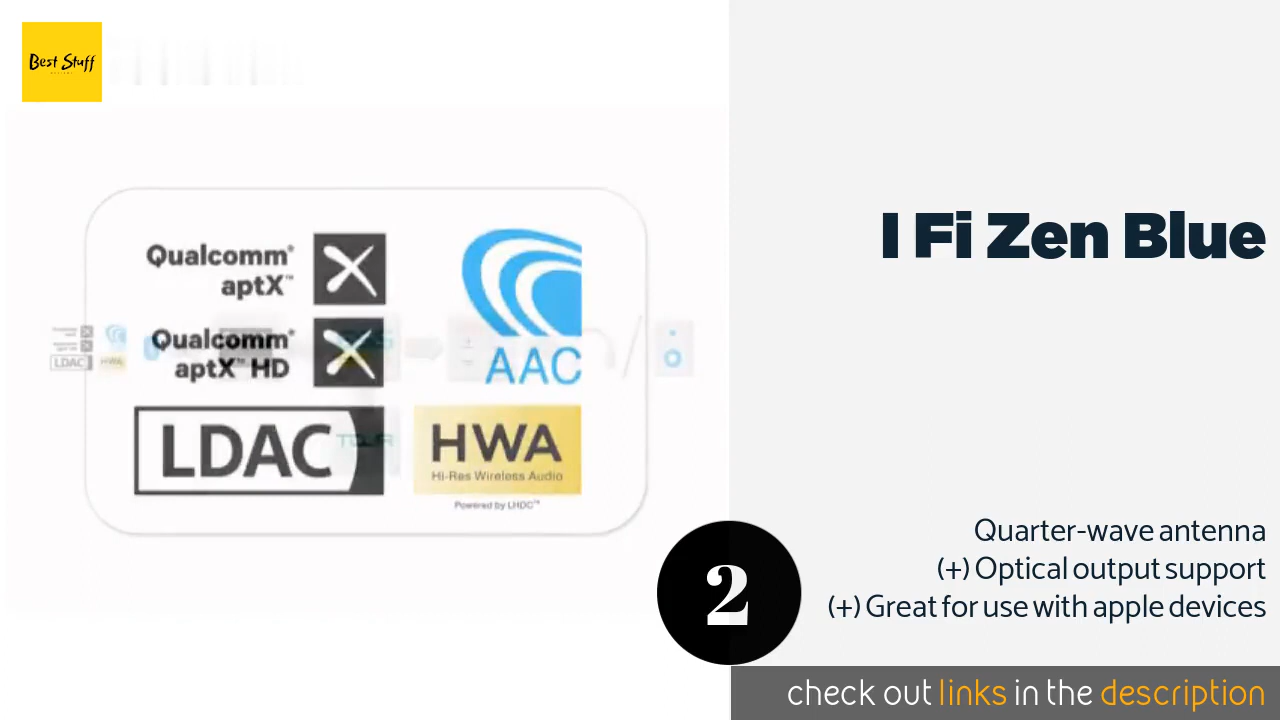 Best Stuff
I Fi Zen Blue
Qualcomm®
aptX™
Qualcomm®
aptX™ HD
AAC
LDAC
HWA
Hi-Res Wireless Audio
Powered by LHDC™
LDAC
HWA
Quarter-wave antenna
(+) Optical output support
(+) Great for use with apple devices
2
check out links in the description